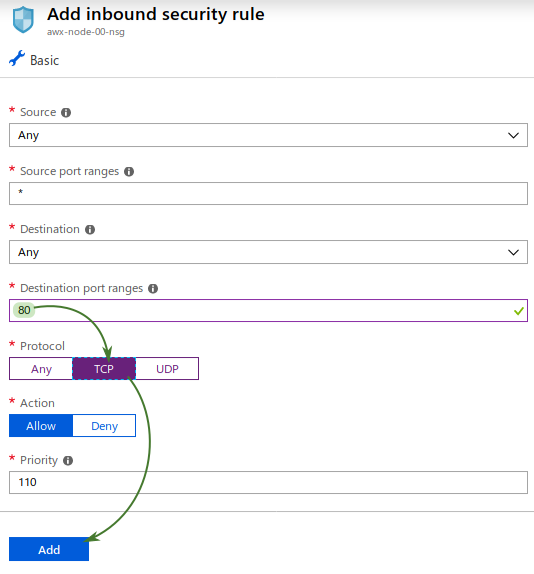 Add inbound security rule
awx-node-00-nsg
Basic
* Source
Any
* Source port ranges
*
* Destination
Any
* Destination port ranges
80
* Protocol
Any TCP UDP
* Action
Allow Deny
* Priority
110
Add